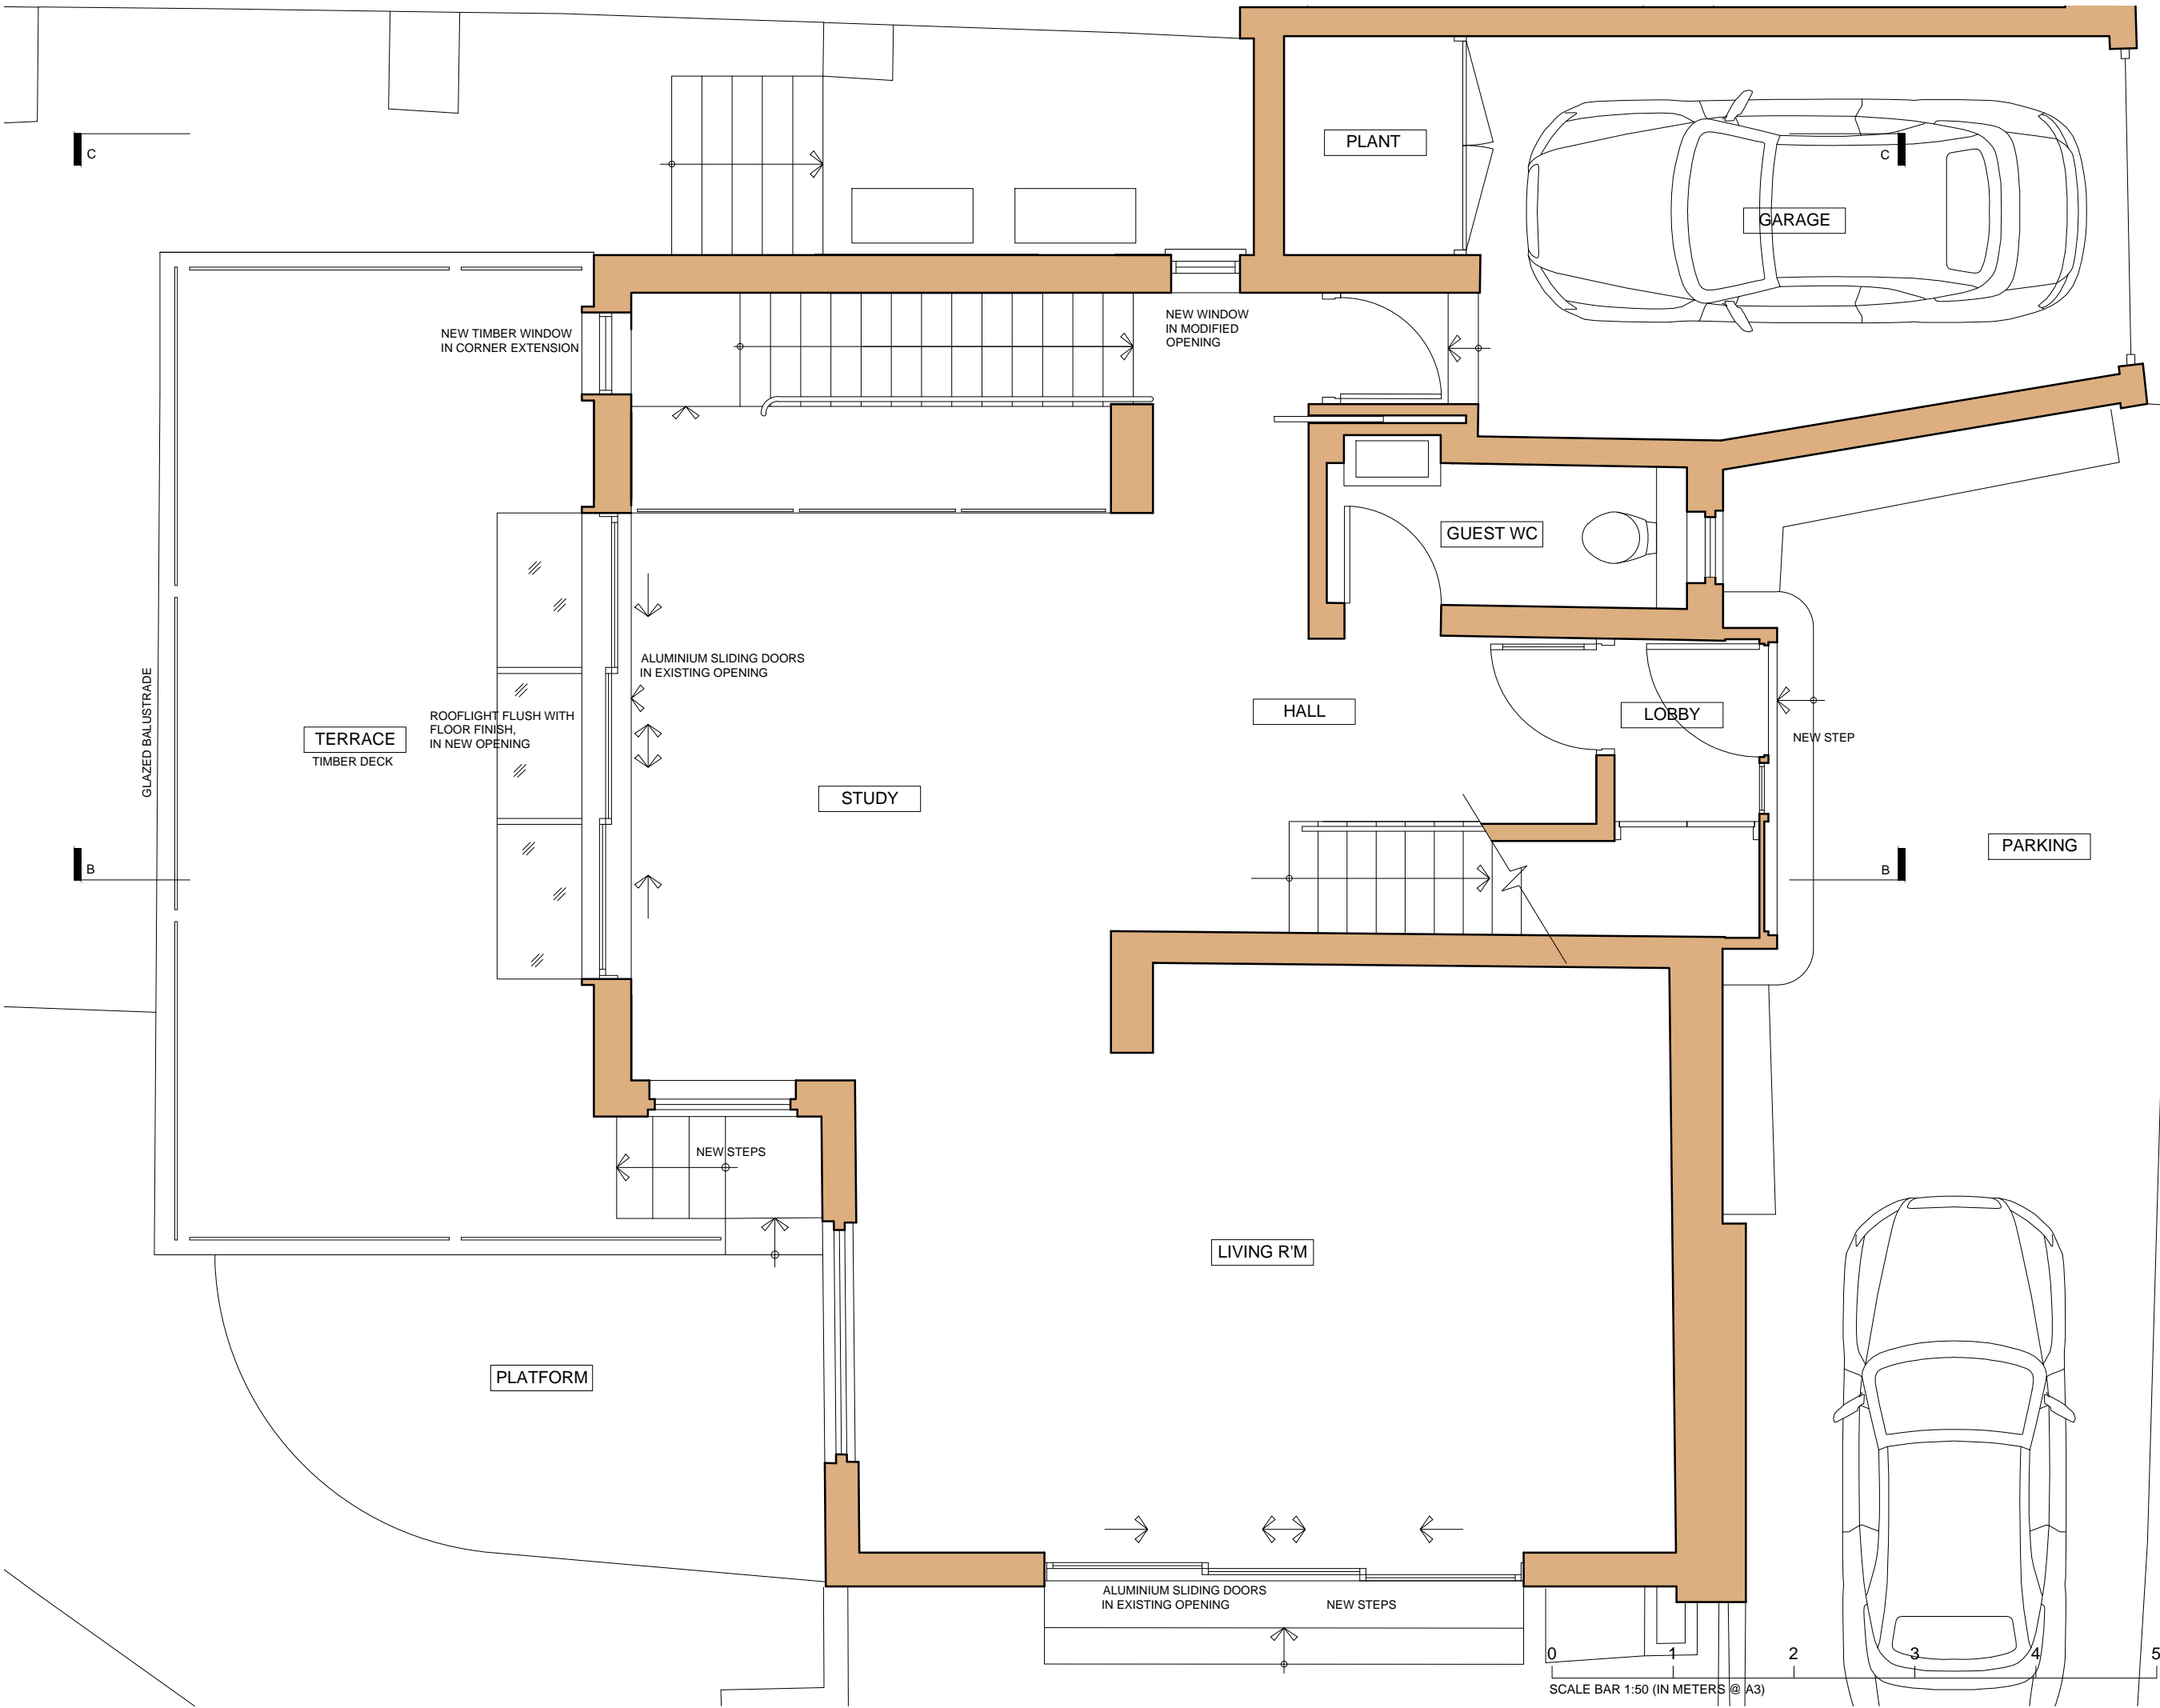 C
PLANT
C
GARAGE
NEW TIMBER WINDOW
IN CORNER EXTENSION
NEW WINDOW
IN MODIFIED
OPENING
GUEST WC
ALUMINIUM SLIDING DOORS
IN EXISTING OPENING
GLAZED BALUSTRADE
TERRACE
TIMBER DECK
ROOFLIGHT FLUSH WITH
FLOOR FINISH,
IN NEW OPENING
HALL
LOBBY
NEW STEP
STUDY
PARKING
B
B
NEW STEPS
LIVING R'M
PLATFORM
ALUMINIUM SLIDING DOORS
IN EXISTING OPENING
NEW STEPS
0 1 2 3 4 5
SCALE BAR 1:50 (IN METERS @ A3)